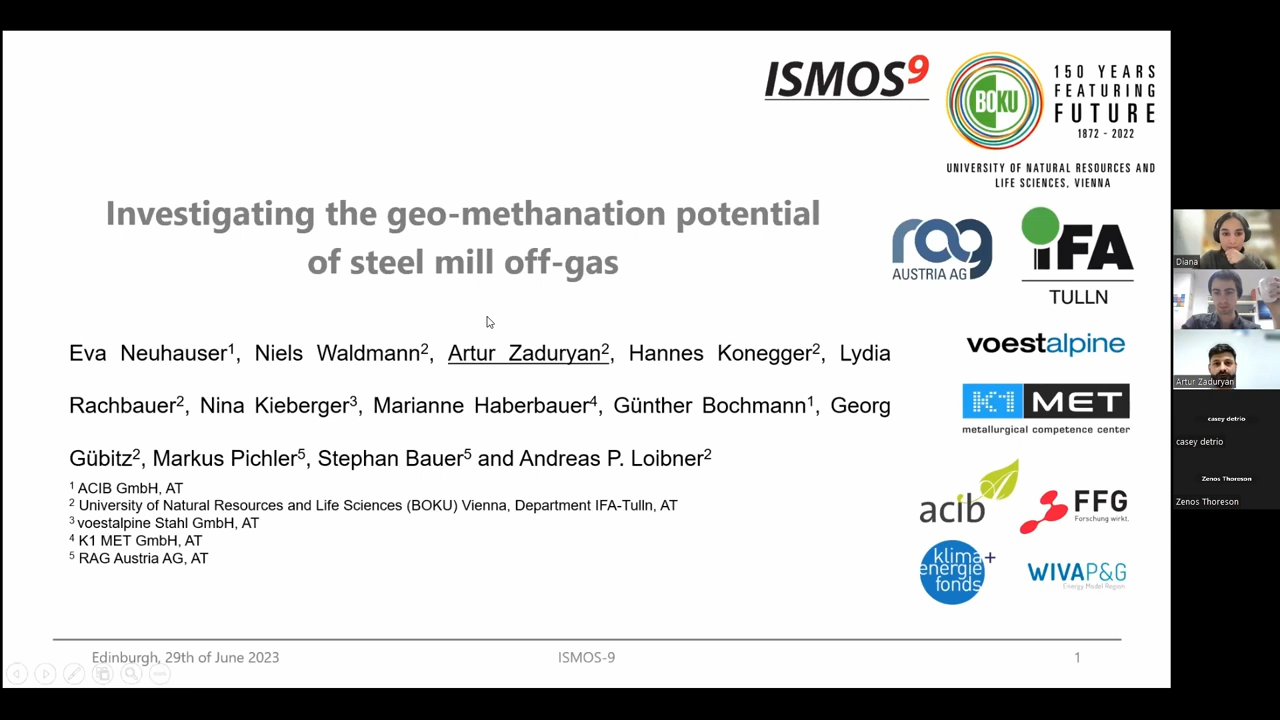 ISMOS9
BOKU
150 YEARS
FEATURING
FUTURE
1872 - 2022
UNIVERSITY OF NATURAL RESOURCES AND
LIFE SCIENCES, VIENNA
Investigating the geo-methanation potential
of steel mill off-gas
rag
AUSTRIA AG
iFA
TULLN
voestalpine
K1 MET
metallurgical competence center
Eva Neuhauser1, Niels Waldmann2, Artur Zaduryan2, Hannes Konegger2, Lydia
Rachbauer2, Nina Kieberger3, Marianne Haberbauer4, Günther Bochmann1, Georg
Gübitz2, Markus Pichler5, Stephan Bauer5 and Andreas P. Loibner2
1 ACIB GmbH, AT
2 University of Natural Resources and Life Sciences (BOKU) Vienna, Department IFA-Tulln, AT
3 voestalpine Stahl GmbH, AT
4 K1 MET GmbH, AT
5 RAG Austria AG, AT
acib
FFG
Forschung wirkt.
klima+
energie
fonds
WIVAP&G
Energy Model Region
Edinburgh, 29th of June 2023
ISMOS-9
1
Diana
Artur Zaduryan
casey detrio
casey detrio
Zenos Thoreson
Zenos Thoreson